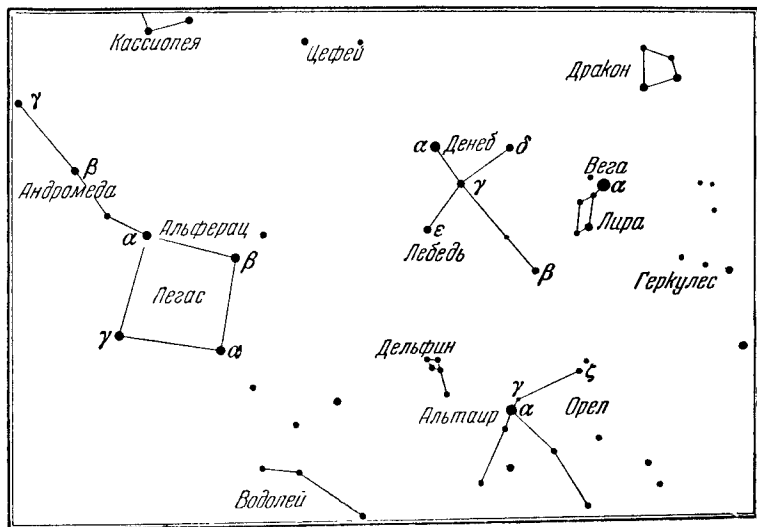 Кассиопея
Цефей
Дракон
γ
α Денеб δ
β
Андромеда
γ
Вега
α
Лира
α Альферац
β
ε
Лебедь
β
Геркулес
Пегас
γ
α
Дельфин
γ
ζ
Альтаир α Орел
Водолей